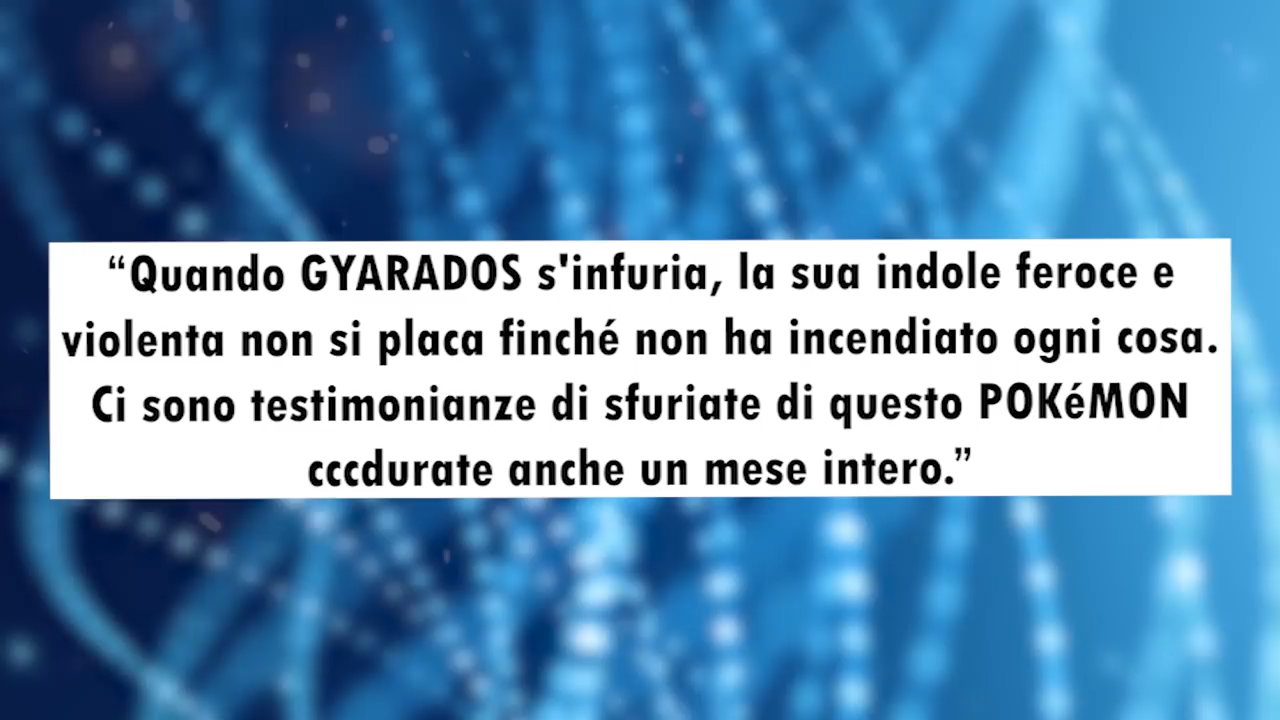 “Quando GYARADOS s'infuria, la sua indole feroce e
violenta non si placa finché non ha incendiato ogni cosa.
Ci sono testimonianze di sfuriate di questo POKéMON
cccdurate anche un mese intero.”